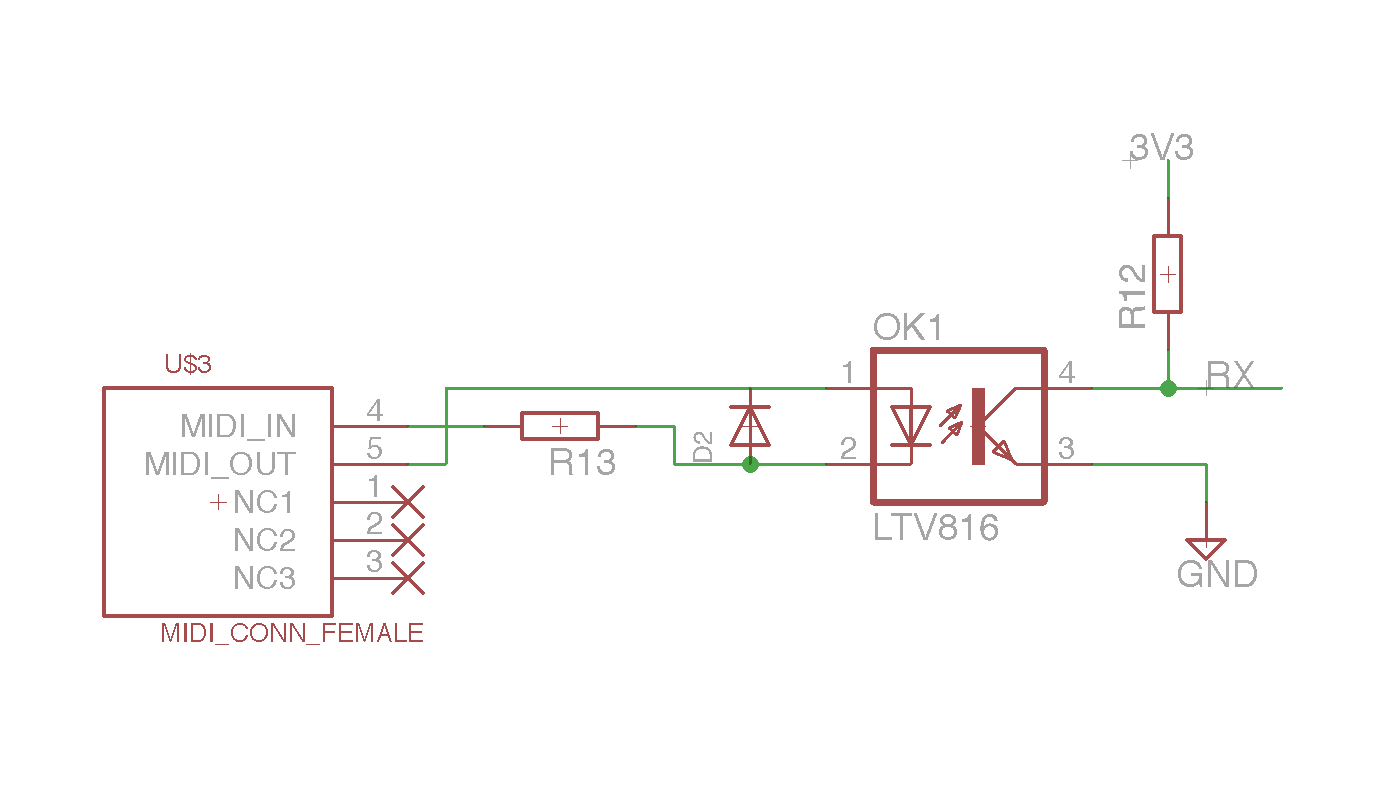 3V3
R12
OK1
RX
U$3
1
4
MIDI_IN
4
MIDI_OUT
5
R13
D2
2
3
NC1
1
NC2
2
NC3
3
LTV816
GND
MIDI_CONN_FEMALE